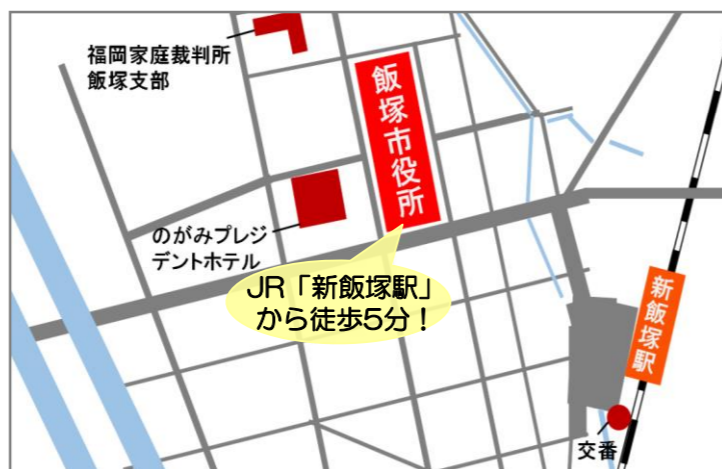 福岡家庭裁判所
飯塚支部
飯塚市役所
のがみプレジ
デントホテル
JR「新飯塚駅」
から徒歩5分！
新飯塚駅
交番